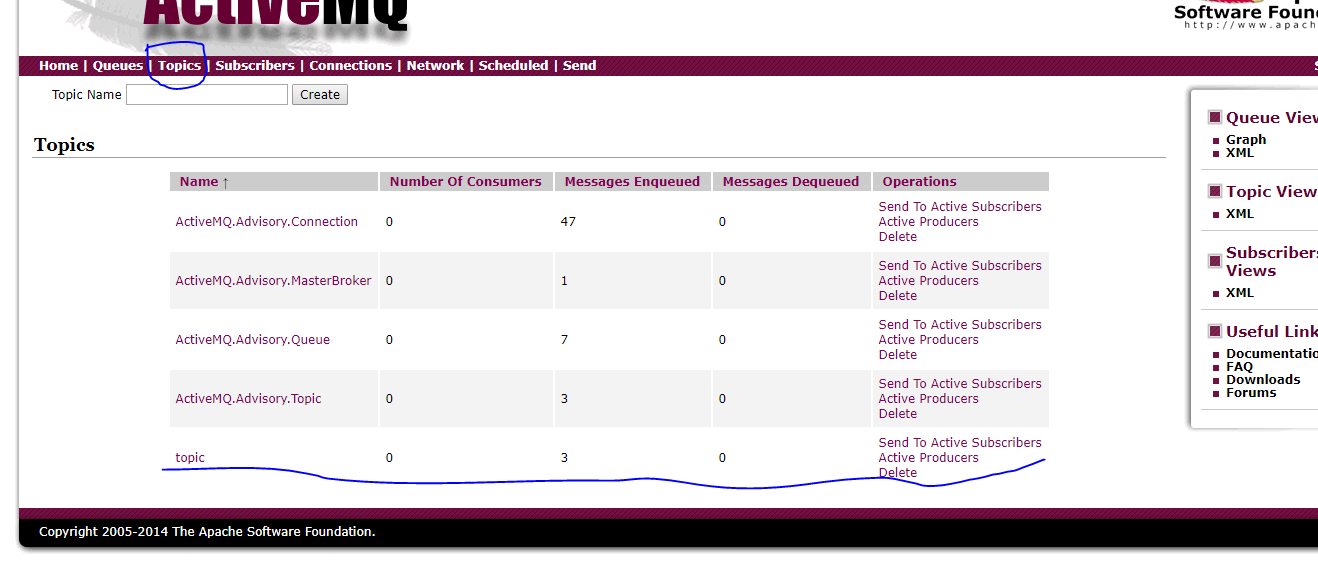 ActiveMQ
Software Foun
http://www.apach
Home | Queues | Topics | Subscribers | Connections | Network | Scheduled | Send
Topic Name Create
Topics
Name ↑ Number Of Consumers Messages Enqueued Messages Dequeued Operations
ActiveMQ.Advisory.Connection 0 47 0 Send To Active Subscribers
Active Producers
Delete
ActiveMQ.Advisory.MasterBroker 0 1 0 Send To Active Subscribers
Active Producers
Delete
ActiveMQ.Advisory.Queue 0 7 0 Send To Active Subscribers
Active Producers
Delete
ActiveMQ.Advisory.Topic 0 3 0 Send To Active Subscribers
Active Producers
Delete
topic 0 3 0 Send To Active Subscribers
Active Producers
Delete
Queue View
Graph
XML
Topic View
XML
Subscribers
Views
XML
Useful Link
Documentatio
FAQ
Downloads
Forums
Copyright 2005-2014 The Apache Software Foundation.